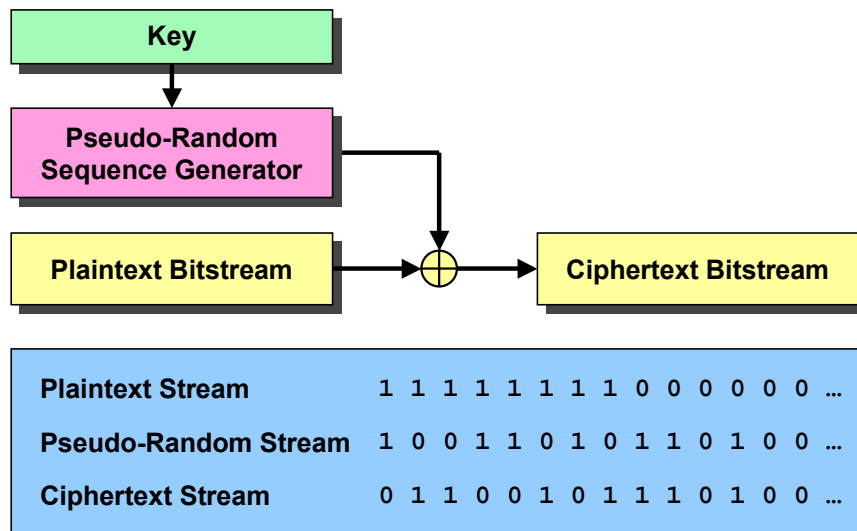 Key
Pseudo-Random
Sequence Generator
Plaintext Bitstream
Ciphertext Bitstream
Plaintext Stream 1 1 1 1 1 1 1 1 0 0 0 0 0 0 …
Pseudo-Random Stream 1 0 0 1 1 0 1 0 1 1 0 1 0 0 …
Ciphertext Stream 0 1 1 0 0 1 0 1 1 1 0 1 0 0 …